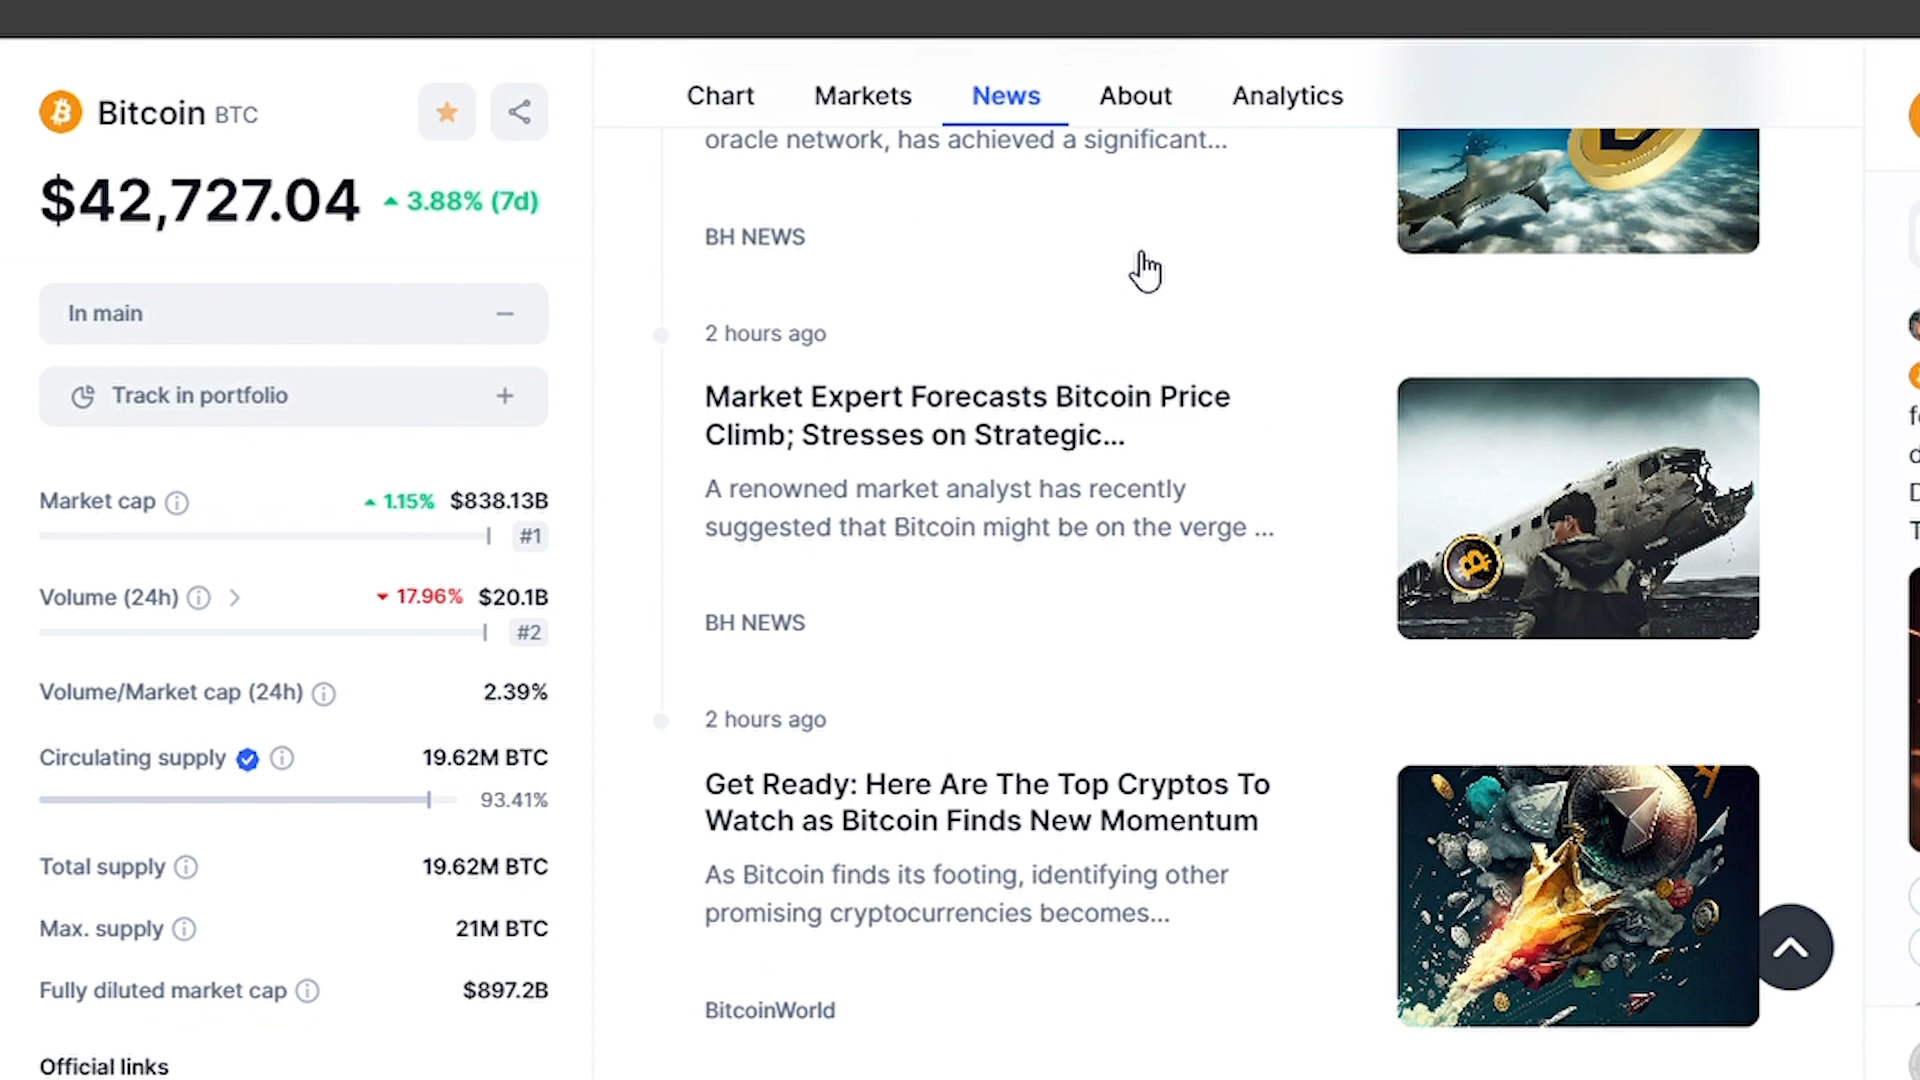 Bitcoin BTC
$42,727.04 3.88% (7d)
In main
Track in portfolio
Market cap 1.15% $838.13B
#1
Volume (24h) 17.96% $20.1B
#2
Volume/Market cap (24h) 2.39%
Circulating supply 19.62M BTC
93.41%
Total supply 19.62M BTC
Max. supply 21M BTC
Fully diluted market cap $897.2B
Official links
Chart Markets News About Analytics
oracle network, has achieved a significant...
BH NEWS
2 hours ago
Market Expert Forecasts Bitcoin Price
Climb; Stresses on Strategic...
A renowned market analyst has recently
suggested that Bitcoin might be on the verge ...
BH NEWS
2 hours ago
Get Ready: Here Are The Top Cryptos To
Watch as Bitcoin Finds New Momentum
As Bitcoin finds its footing, identifying other
promising cryptocurrencies becomes...
BitcoinWorld